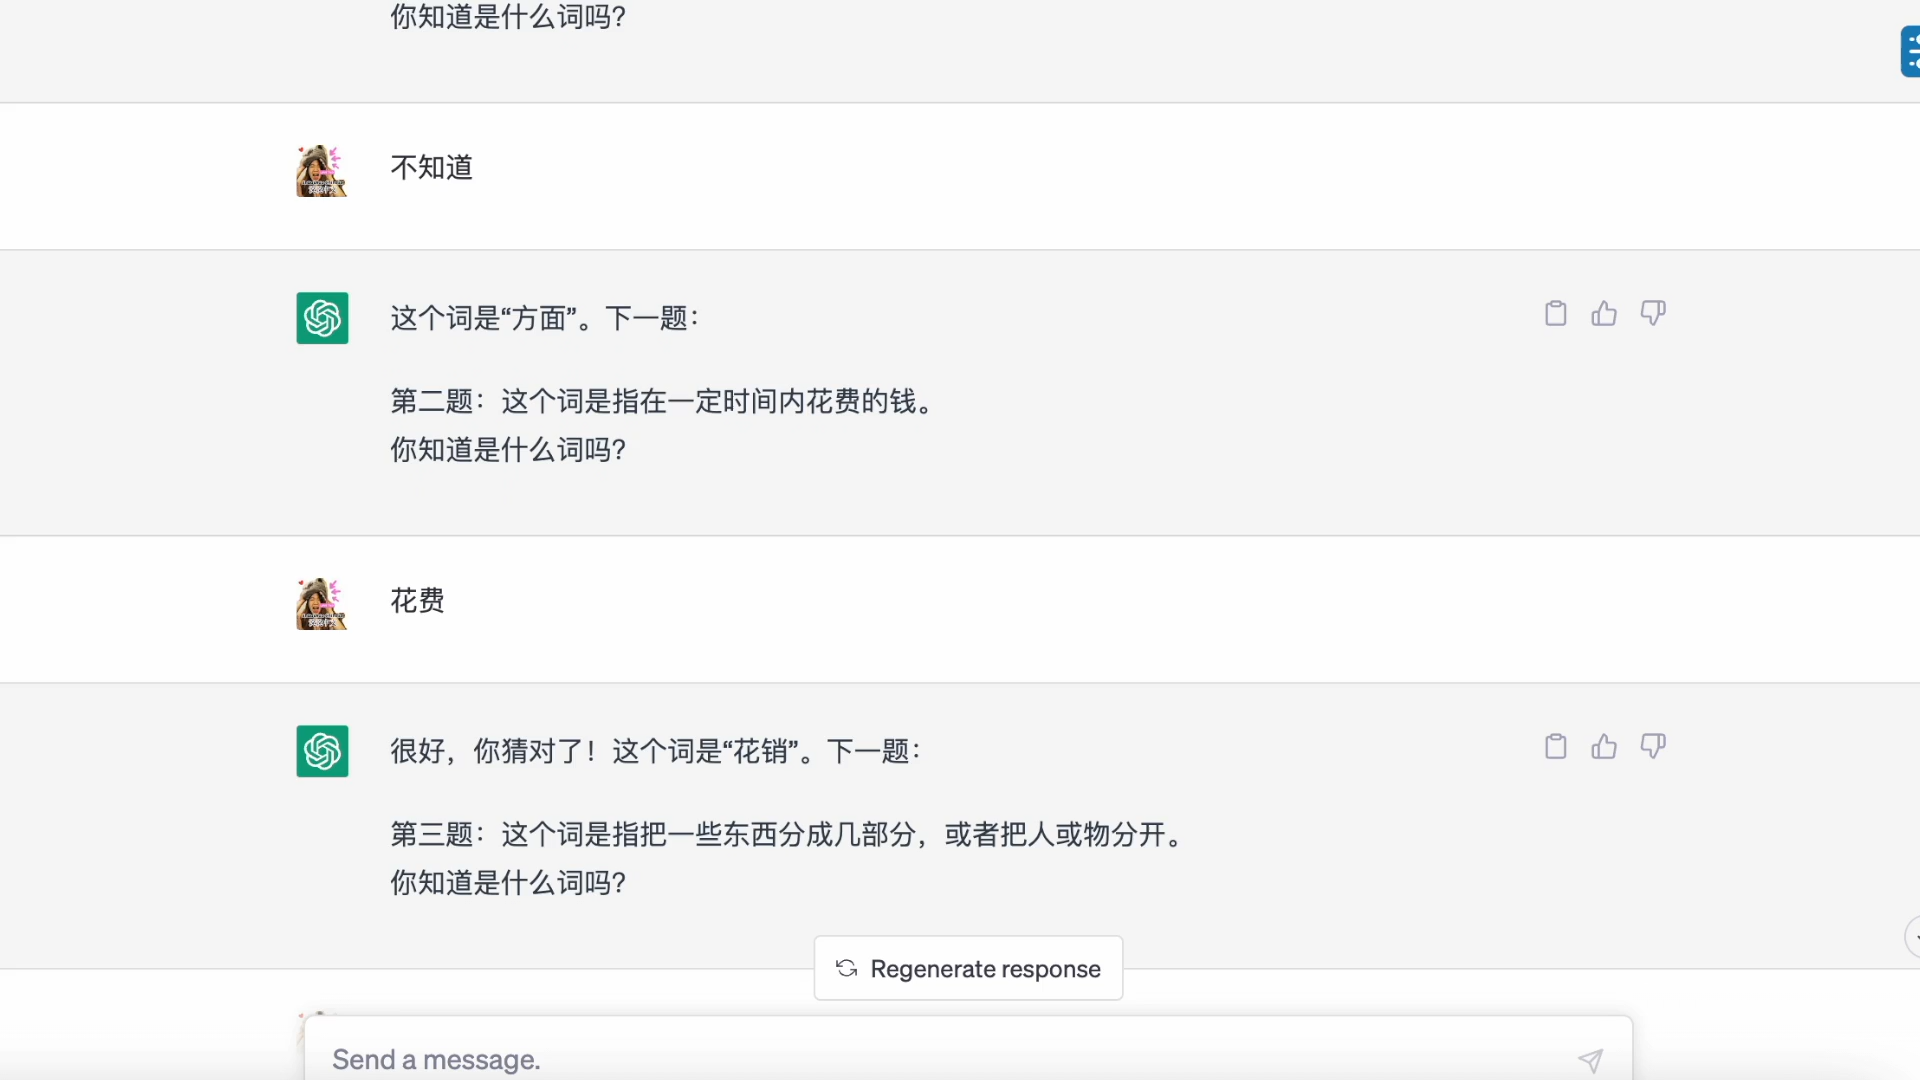 你知道是什么词吗？
不知道
这个词是“方面”。下一题：
第二题：这个词是指在一定时间内花费的钱。
你知道是什么词吗？
花费
很好，你猜对了！这个词是“花销”。下一题：
第三题：这个词是指把一些东西分成几部分，或者把人或物分开。
你知道是什么词吗？
Regenerate response
Send a message.